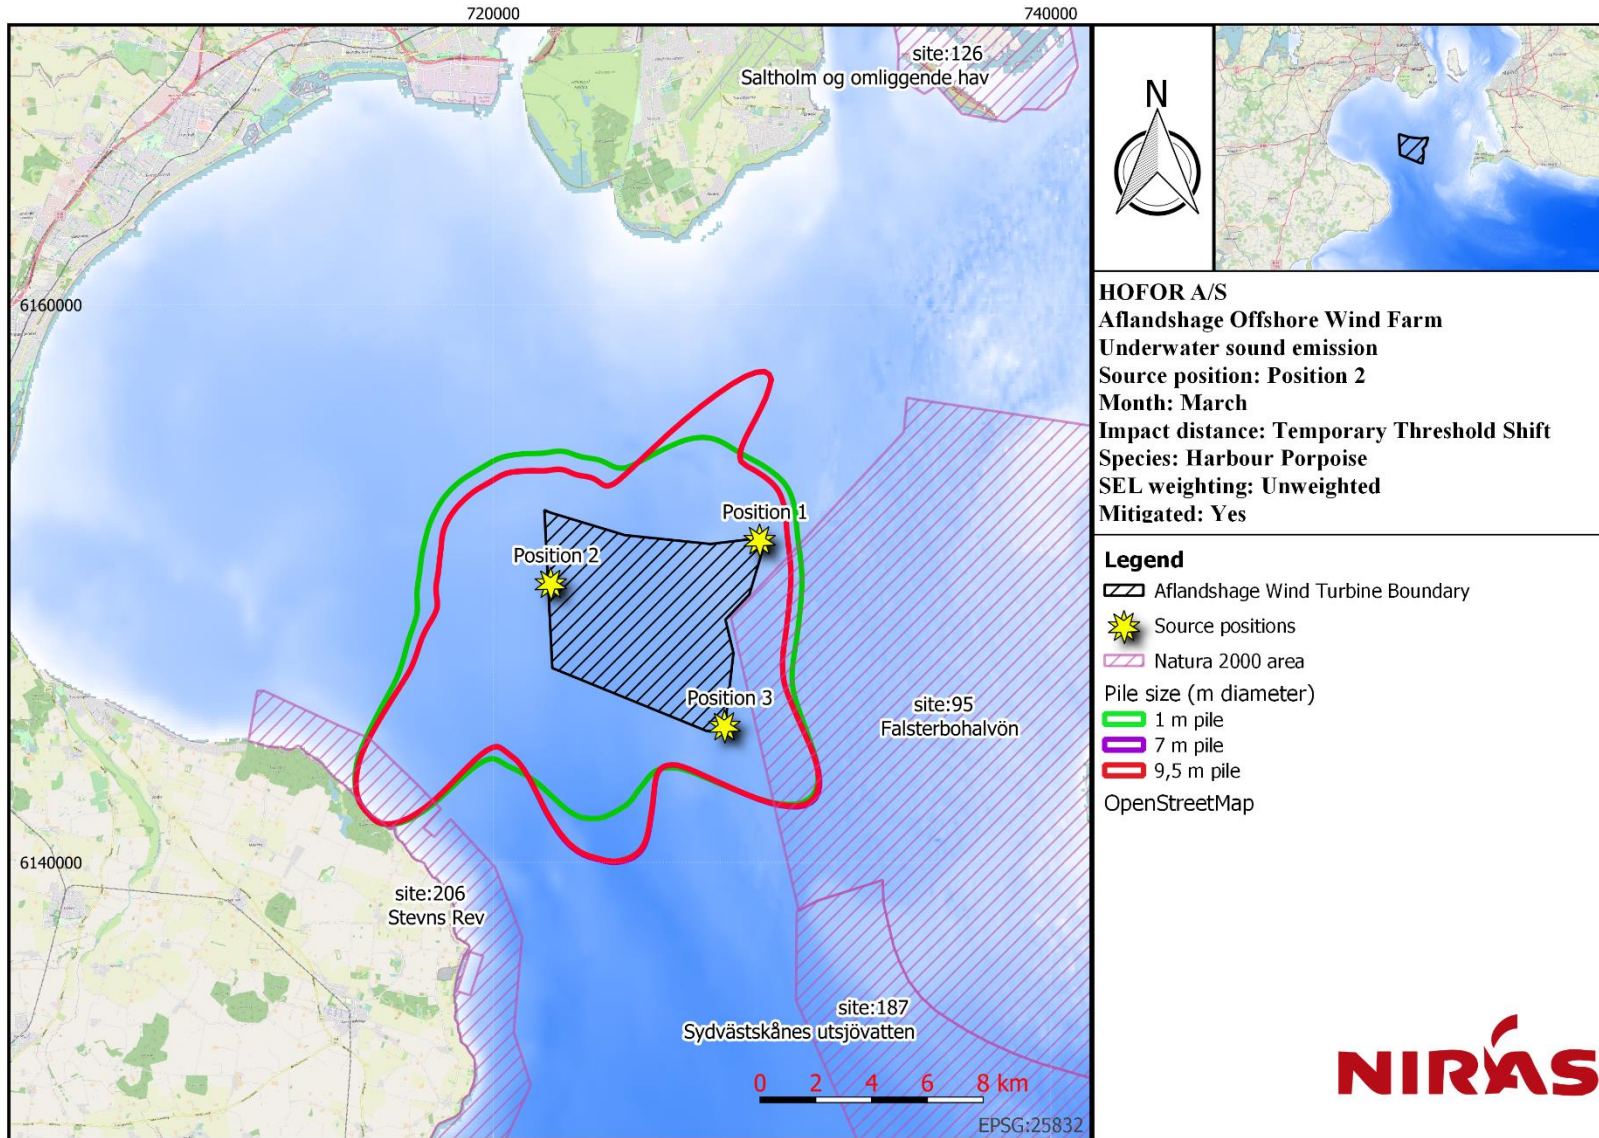 720000
740000
site:126
Saltholm og omliggende hav
6160000
Position 1
Position 2
Position 3
site:95
Falsterbohalvön
6140000
site:206
Stevns Rev
site:187
Sydvästskånes utsjövatten
0 2 4 6 8 km
EPSG:25832
N
HOFOR A/S
Aflandshage Offshore Wind Farm
Underwater sound emission
Source position: Position 2
Month: March
Impact distance: Temporary Threshold Shift
Species: Harbour Porpoise
SEL weighting: Unweighted
Mitigated: Yes
Legend
Aflandshage Wind Turbine Boundary
Source positions
Natura 2000 area
Pile size (m diameter)
1 m pile
7 m pile
9,5 m pile
OpenStreetMap
NIRÁS